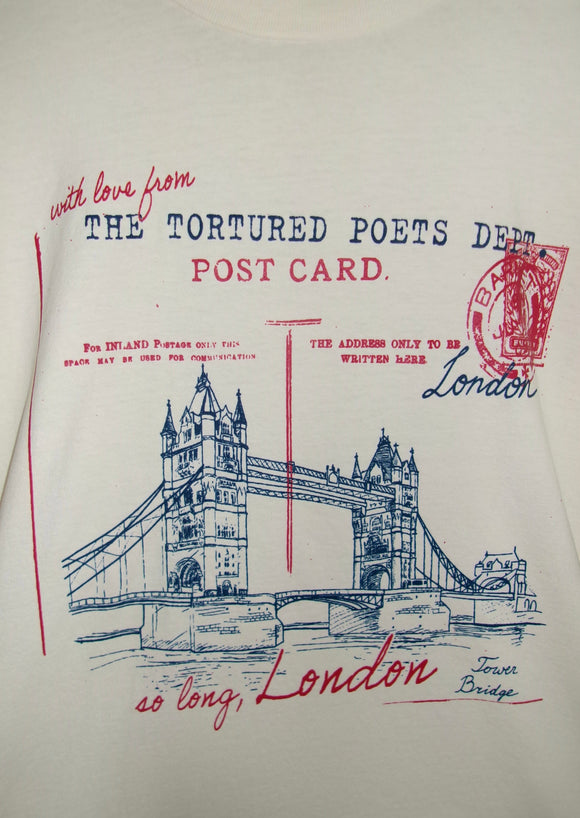 with love from
THE TORTURED POETS DEPT.
POST CARD.
FOR INLAND POSTAGE ONLY THIS
SPACE MAY BE USED FOR COMMUNICATION
THE ADDRESS ONLY TO BE
WRITTEN HERE
London
so long, London
Tower
Bridge